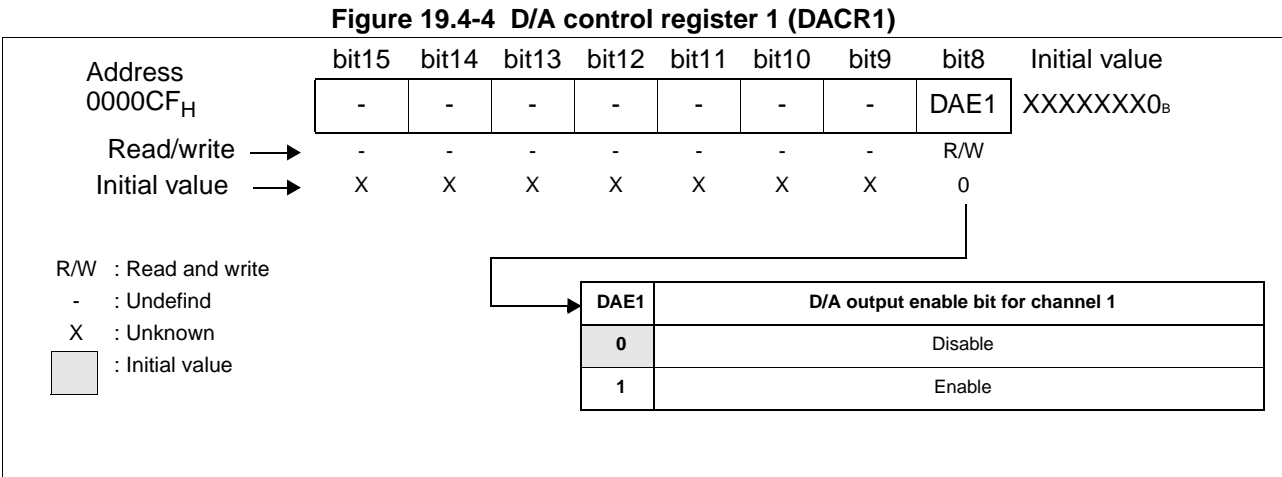 Figure 19.4-4 D/A control register 1 (DACR1)
Address bit15 bit14 bit13 bit12 bit11 bit10 bit9 bit8 Initial value
0000CFH - - - - - - - DAE1 XXXXXXX0B
Read/write - - - - - - - R/W
Initial value X X X X X X X 0
R/W : Read and write
- : Undefind
X : Unknown
: Initial value
DAE1 D/A output enable bit for channel 1
0 Disable
1 Enable